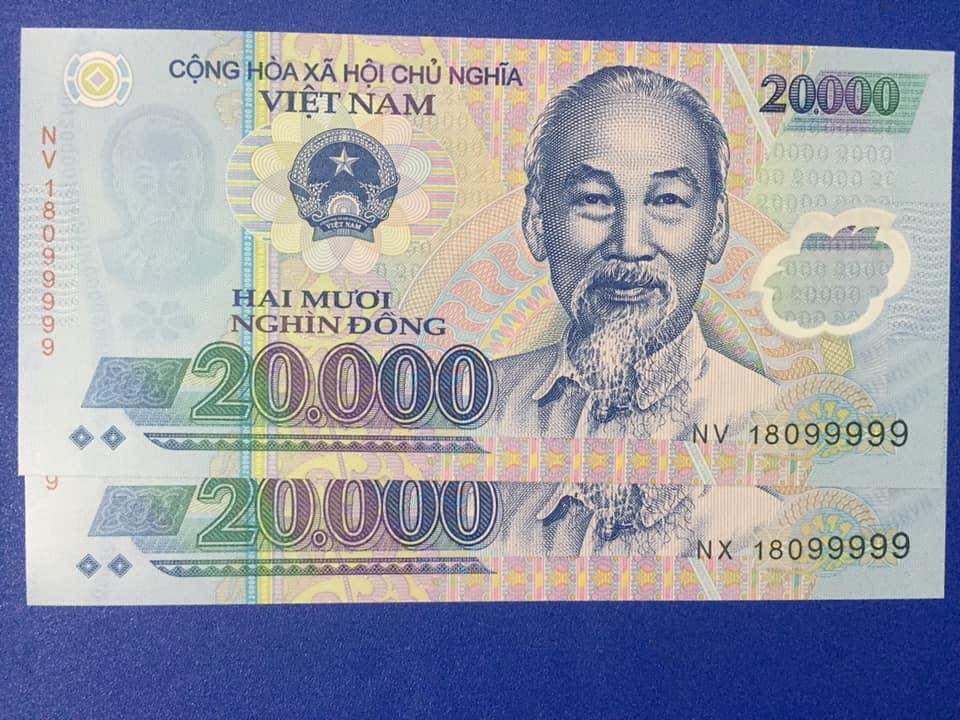 CỘNG HÒA XÃ HỘI CHỦ NGHĨA
VIỆT NAM
20.000
NV 18099999
VIỆT NAM
HAI MƯƠI
NGHÌN ĐỒNG
20.000
NV 18099999
9
20.000
NX 18099999